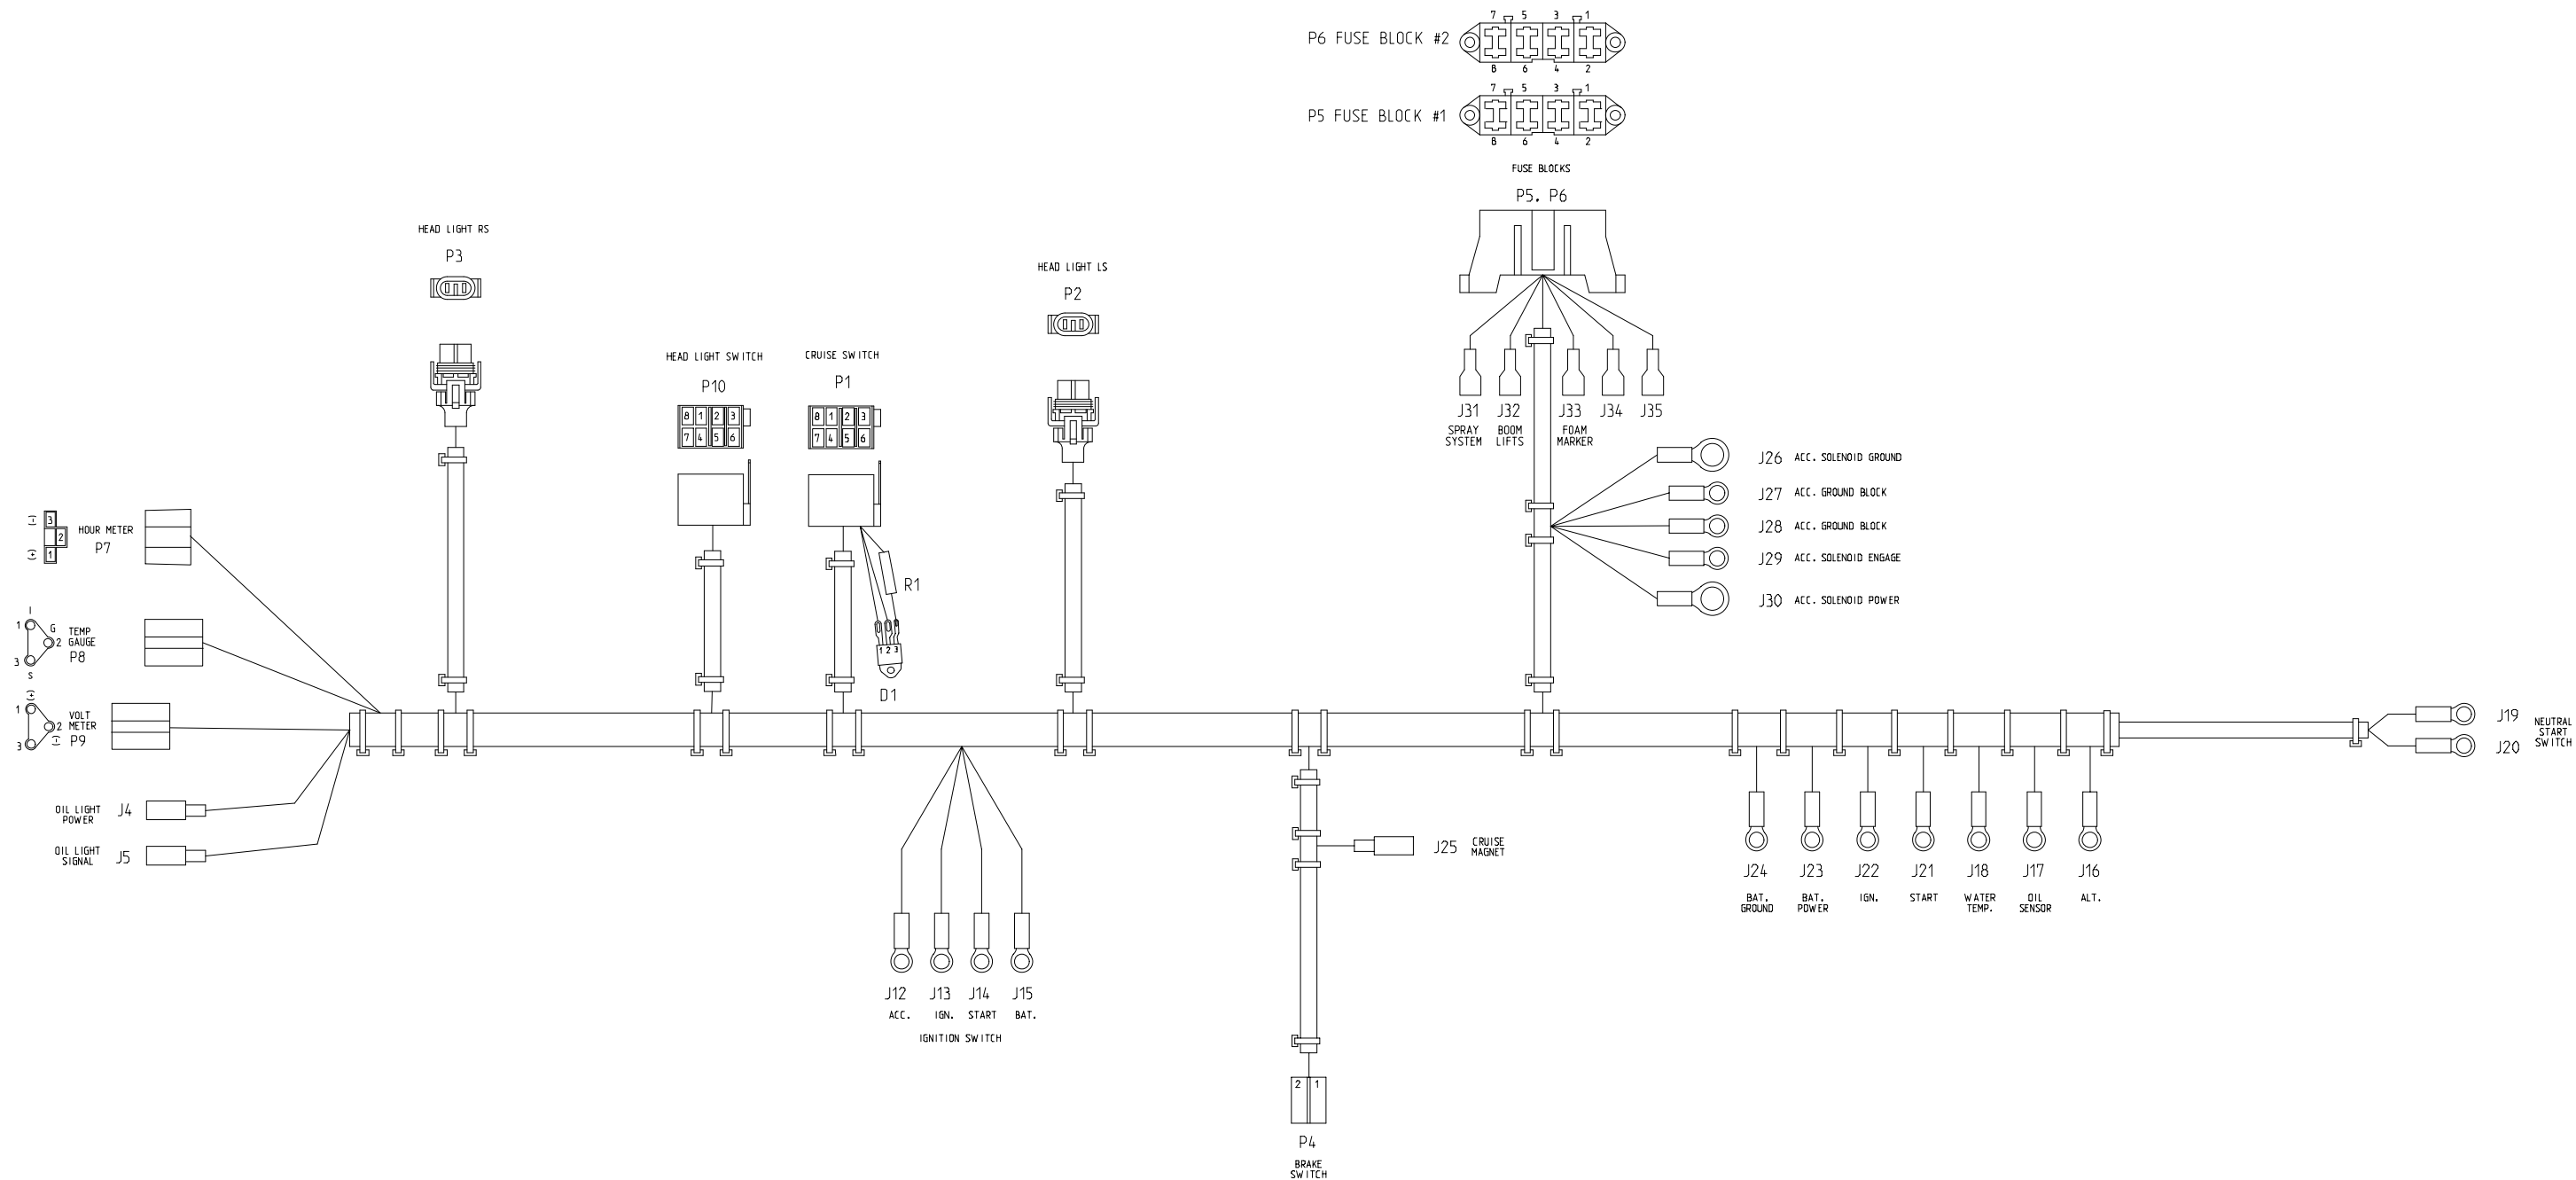 7 5 3 1
P6 FUSE BLOCK #2
8 6 4 2
7 5 3 1
P5 FUSE BLOCK #1
8 6 4 2
FUSE BLOCKS
P5. P6
HEAD LIGHT RS
P3
HEAD LIGHT LS
P2
HEAD LIGHT SWITCH
P10
8 1 2 3
7 4 5 6
CRUISE SWITCH
P1
8 1 2 3
7 4 5 6
R1
1 2 3
D1
J31 J32 J33 J34 J35
SPRAY
SYSTEM
BOOM
LIFTS
FOAM
MARKER
J26 ACC. SOLENOID GROUND
J27 ACC. GROUND BLOCK
J28 ACC. GROUND BLOCK
J29 ACC. SOLENOID ENGAGE
J30 ACC. SOLENOID POWER
(-) 3
2
(+) 1
HOUR METER
P7
I
1 G
2
3
S
TEMP
GAUGE
P8
(+)
1
2
3 (-)
VOLT
METER
P9
OIL LIGHT
POWER
J4
OIL LIGHT
SIGNAL
J5
J12 J13 J14 J15
ACC. IGN. START BAT.
IGNITION SWITCH
J25
CRUISE
MAGNET
2 1
P4
BRAKE
SWITCH
J24 J23 J22 J21 J18 J17 J16
BAT.
GROUND
BAT.
POWER
IGN.
START
WATER
TEMP.
OIL
SENSOR
ALT.
J19
J20
NEUTRAL
START
SWITCH